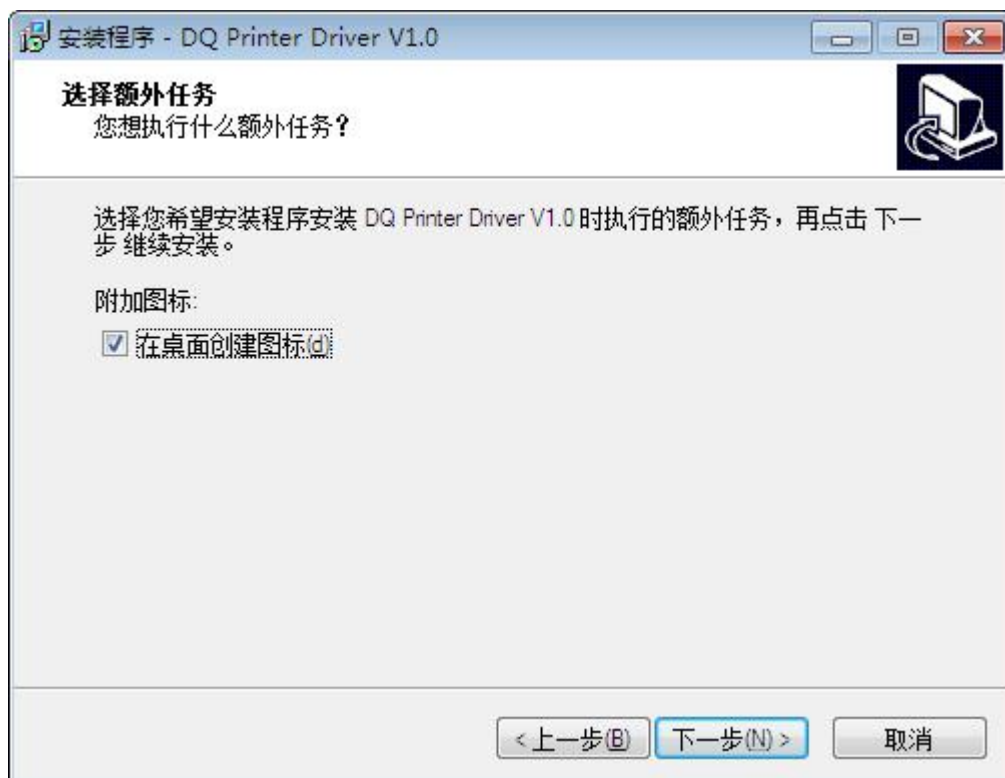 安装程序 - DQ Printer Driver V1.0
选择额外任务
您想执行什么额外任务?
选择您希望安装程序安装 DQ Printer Driver V1.0 时执行的额外任务，再点击 下一
步 继续安装。
附加图标:
在桌面创建图标(d)
< 上一步(B)
下一步(N) >
取消